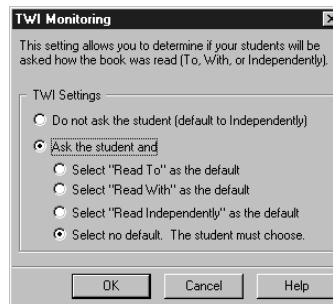 TWI Monitoring
This setting allows you to determine if your students will be
asked how the book was read (To, With, or Independently).
TWI Settings
Do not ask the student (default to Independently)
Ask the student and
Select "Read To" as the default
Select "Read With" as the default
Select "Read Independently" as the default
Select no default. The student must choose.
OK Cancel Help